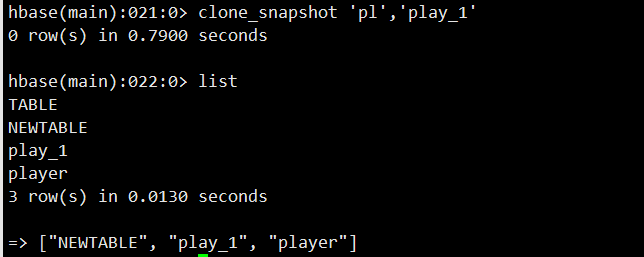 hbase(main):021:0> clone_snapshot 'pl','play_1'
0 row(s) in 0.7900 seconds
hbase(main):022:0> list
TABLE
NEWTABLE
play_1
player
3 row(s) in 0.0130 seconds
=> ["NEWTABLE", "play_1", "player"]